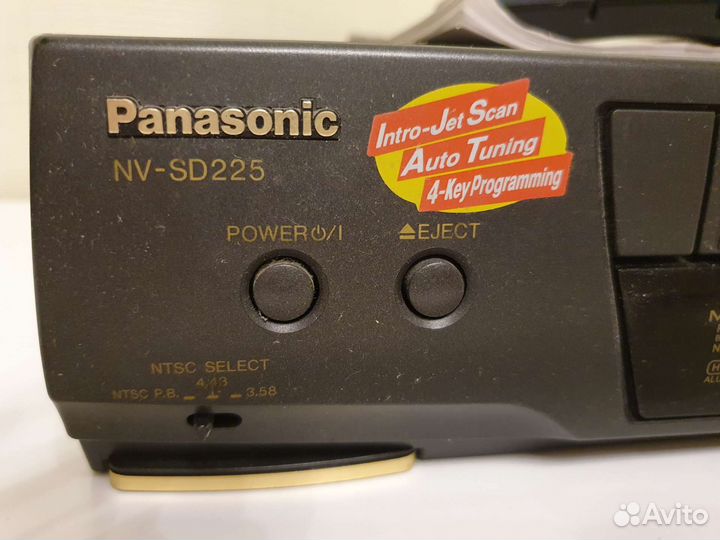 Panasonic
NV-SD225
Intro-Jet Scan
Auto Tuning
4-Key Programming
POWER⏻/I
⏏EJECT
NTSC SELECT
4.43
NTSC P.B. 3.58
Avito